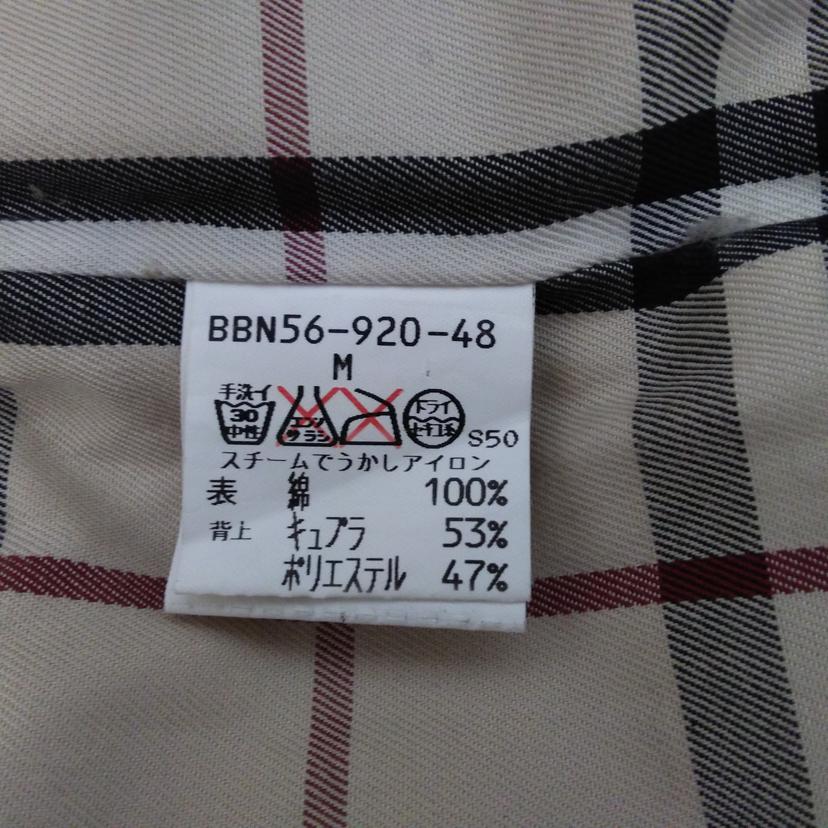 BBN56-920-48
M
手洗イ
30
中性
エンソ
サラシ
ドライ
セキユ系
S50
スチームでうかしアイロン
表 綿 100%
背上 キュプラ 53%
ポリエステル 47%